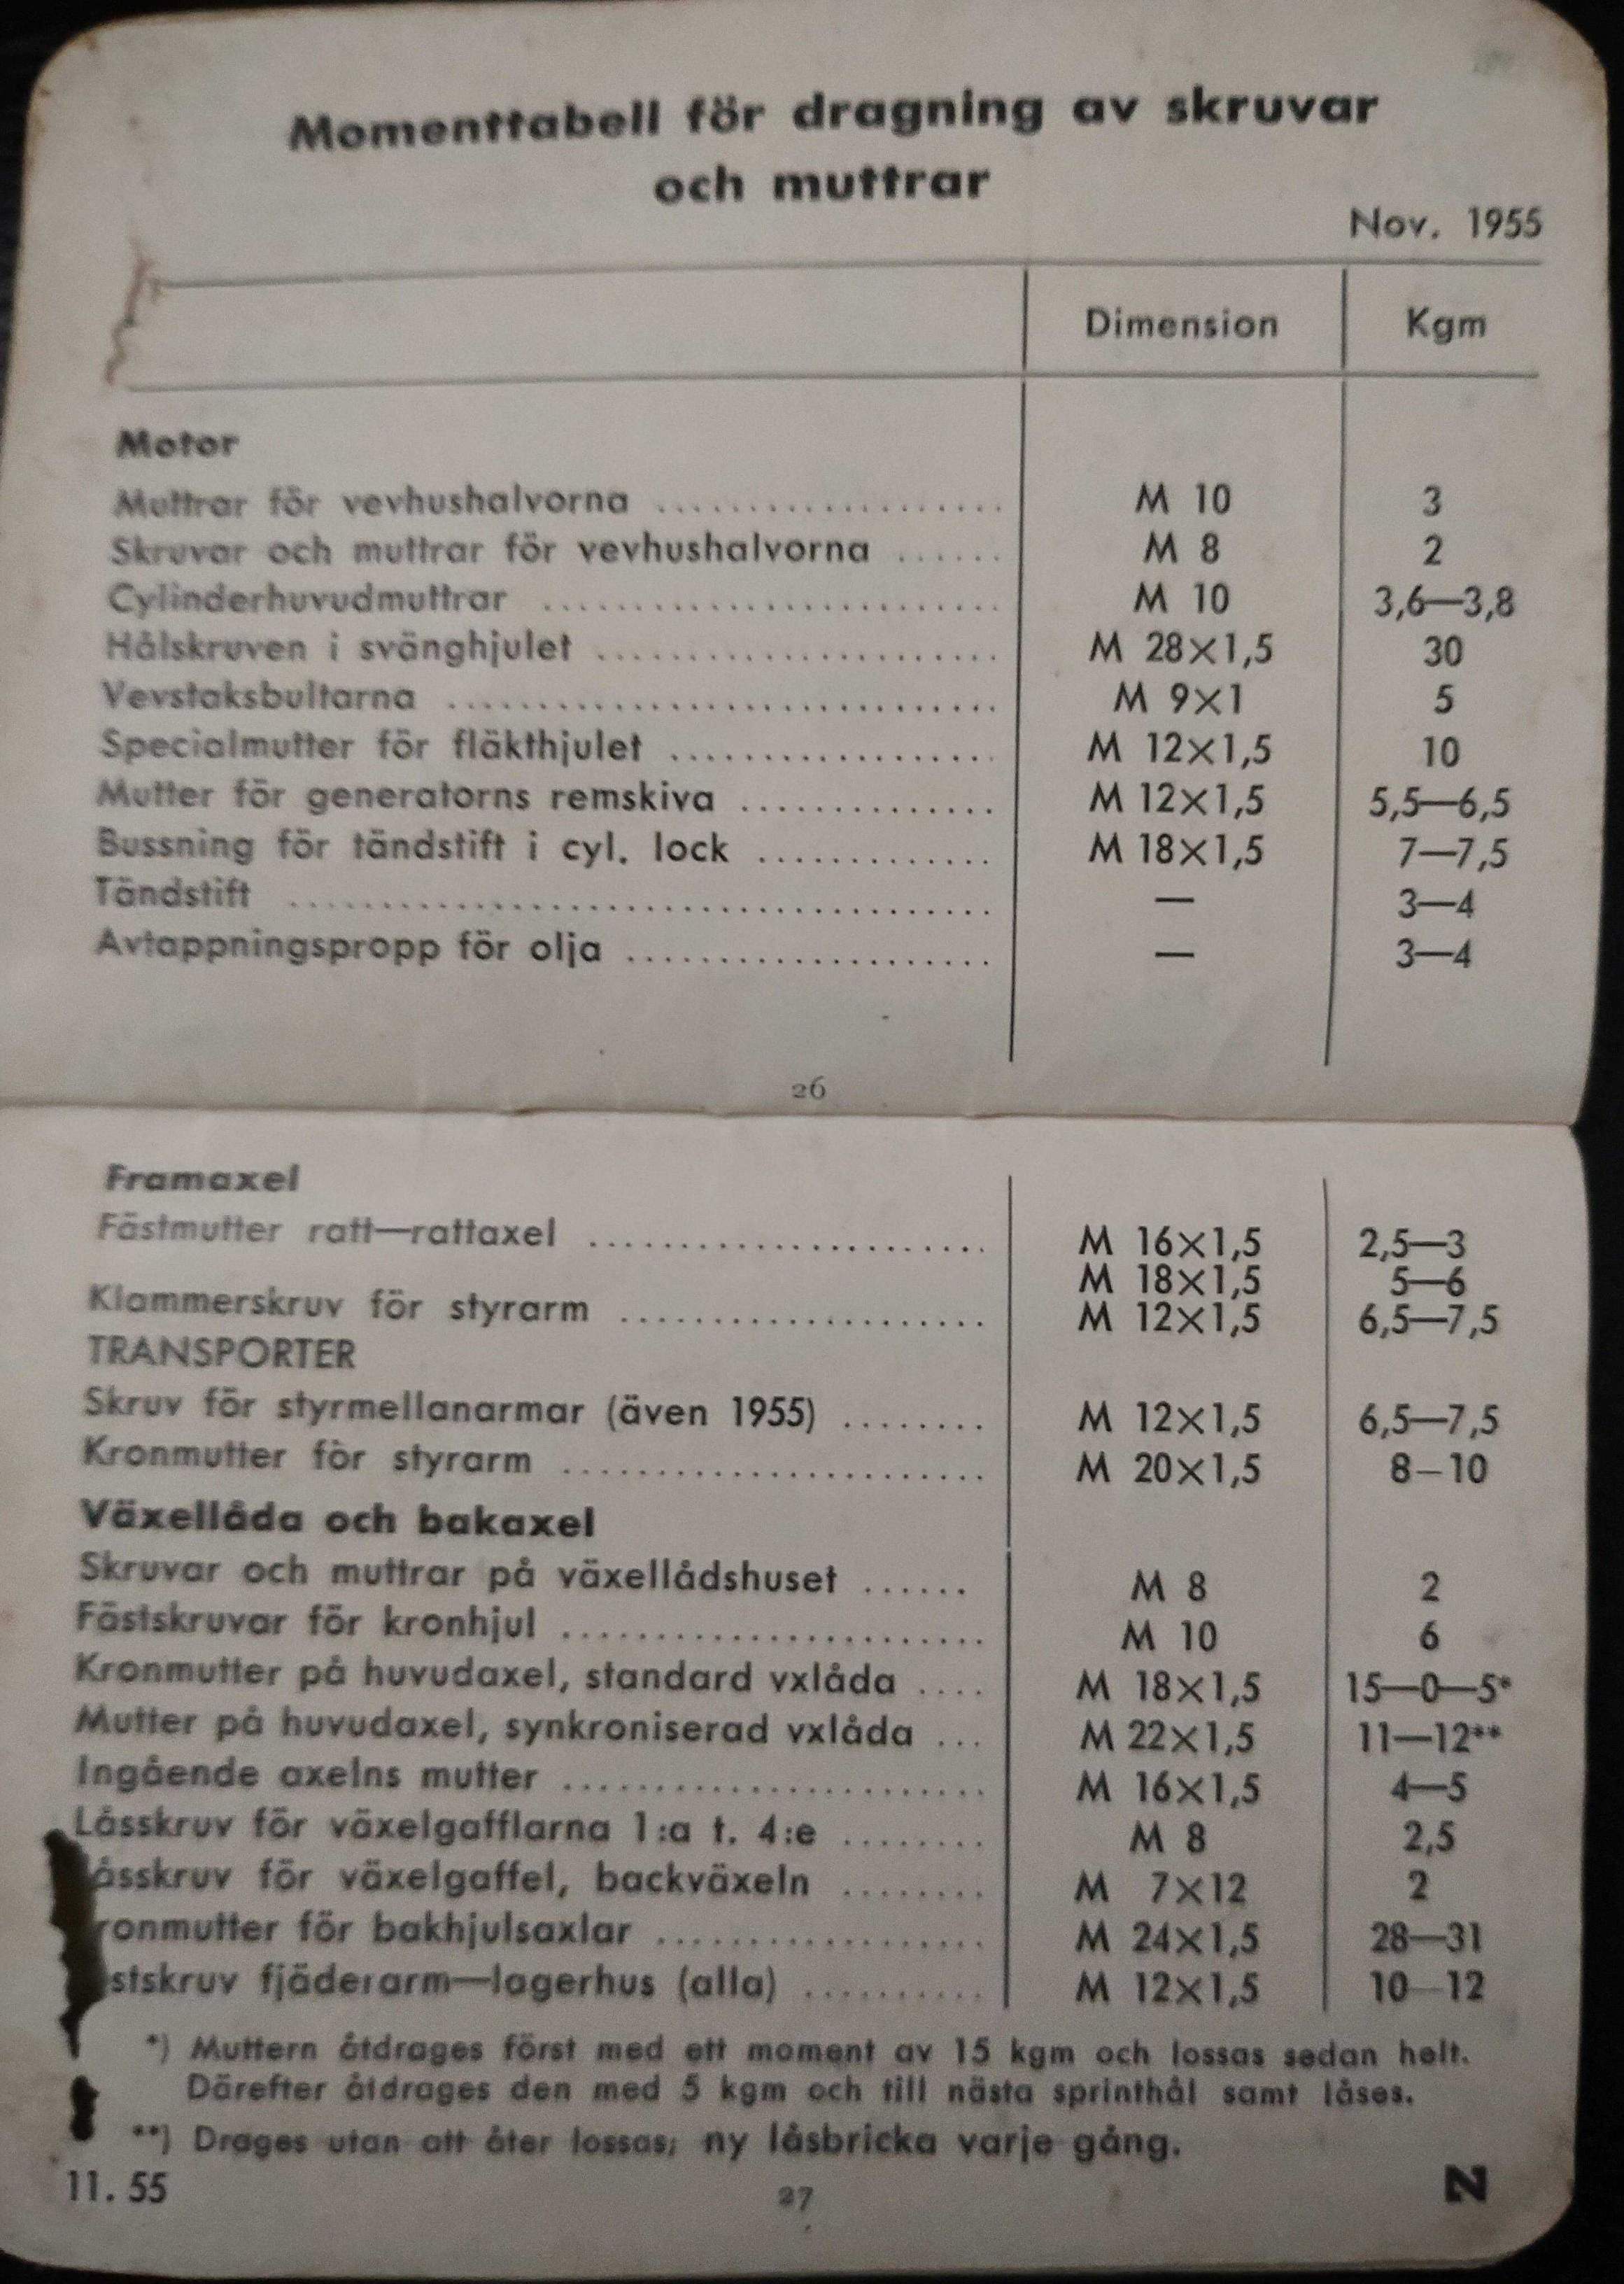 Momenttabell för dragning av skruvar
och muttrar
Nov. 1955
Dimension Kgm
Motor
Muttrar för vevhushalvorna ................... M 10 3
Skruvar och muttrar för vevhushalvorna ...... M 8 2
Cylinderhuvudmuttrar ......................... M 10 3,6—3,8
Hålskruven i svänghjulet ...................... M 28×1,5 30
Vevstaksbultarna .............................. M 9×1 5
Specialmutter för fläkthjulet .................. M 12×1,5 10
Mutter för generatorns remskiva .............. M 12×1,5 5,5—6,5
Bussning för tändstift i cyl. lock ............. M 18×1,5 7—7,5
Tändstift ...................................... — 3—4
Avtappningspropp för olja .................... — 3—4
26
Framaxel
Fästmutter ratt—rattaxel ...................... M 16×1,5 2,5—3
M 18×1,5 5—6
Klammerskruv för styrarm .................... M 12×1,5 6,5—7,5
TRANSPORTER
Skruv för styrmellanarmar (även 1955) ........ M 12×1,5 6,5—7,5
Kronmutter för styrarm ....................... M 20×1,5 8–10
Växellåda och bakaxel
Skruvar och muttrar på växellådshuset ...... M 8 2
Fästskruvar för kronhjul ....................... M 10 6
Kronmutter på huvudaxel, standard vxlåda .... M 18×1,5 15—0—5*
Mutter på huvudaxel, synkroniserad vxlåda ... M 22×1,5 11—12**
Ingående axelns mutter ....................... M 16×1,5 4—5
Låsskruv för växelgafflarna 1:a t. 4:e ........ M 8 2,5
åsskruv för växelgaffel, backväxeln ........ M 7×12 2
ronmutter för bakhjulsaxlar .................. M 24×1,5 28—31
stskruv fjäderarm—lagerhus (alla) .......... M 12×1,5 10—12
*) Muttern åtdrages först med ett moment av 15 kgm och lossas sedan helt.
Därefter åtdrages den med 5 kgm och till nästa sprinthål samt låses.
**) Drages utan att åter lossas; ny låsbricka varje gång.
11. 55
27
N